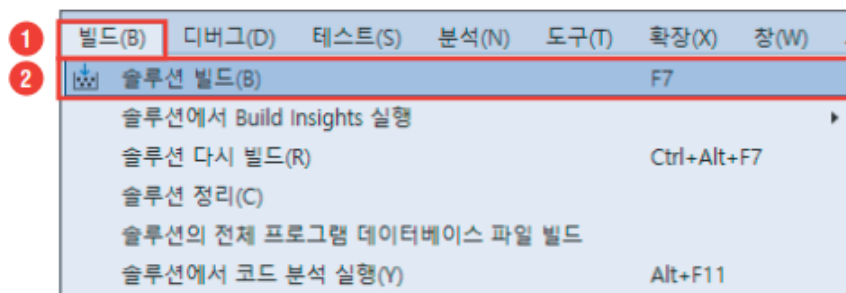 1 빌드(B) 디버그(D) 테스트(S) 분석(N) 도구(T) 확장(X) 창(W)
2 솔루션 빌드(B) F7
솔루션에서 Build Insights 실행
솔루션 다시 빌드(R) Ctrl+Alt+F7
솔루션 정리(C)
솔루션의 전체 프로그램 데이터베이스 파일 빌드
솔루션에서 코드 분석 실행(Y) Alt+F11